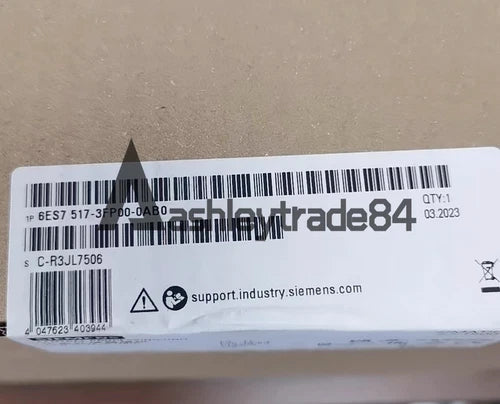 1P 6ES7 517-3FP00-0AB0
QTY:1
03.2023
ashleytrade84
S C-R3JL7506
support.industry.siemens.com
4 047623 403944